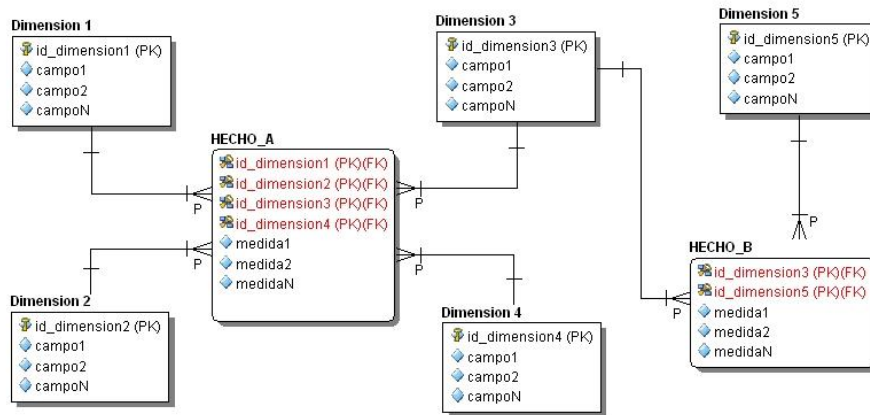 Dimension 1
id_dimension1 (PK)
campo1
campo2
campoN
Dimension 3
id_dimension3 (PK)
campo1
campo2
campoN
Dimension 5
id_dimension5 (PK)
campo1
campo2
campoN
HECHO_A
id_dimension1 (PK)(FK)
id_dimension2 (PK)(FK)
id_dimension3 (PK)(FK)
id_dimension4 (PK)(FK)
medida1
medida2
medidaN
P
P
P
P
Dimension 2
id_dimension2 (PK)
campo1
campo2
campoN
Dimension 4
id_dimension4 (PK)
campo1
campo2
campoN
P
HECHO_B
id_dimension3 (PK)(FK)
id_dimension5 (PK)(FK)
medida1
medida2
medidaN
P